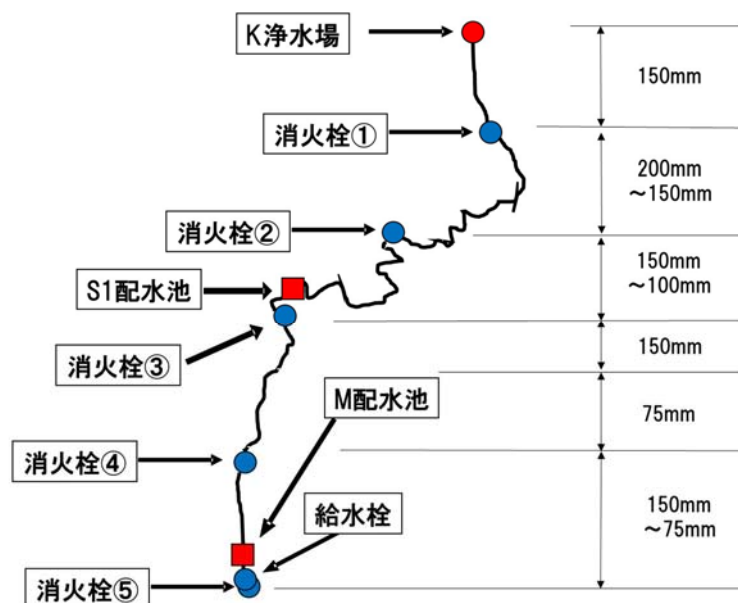 K浄水場
150mm
消火栓①
200mm
～150mm
消火栓②
150mm
～100mm
S1配水池
150mm
消火栓③
M配水池
75mm
消火栓④
給水栓
150mm
～75mm
消火栓⑤